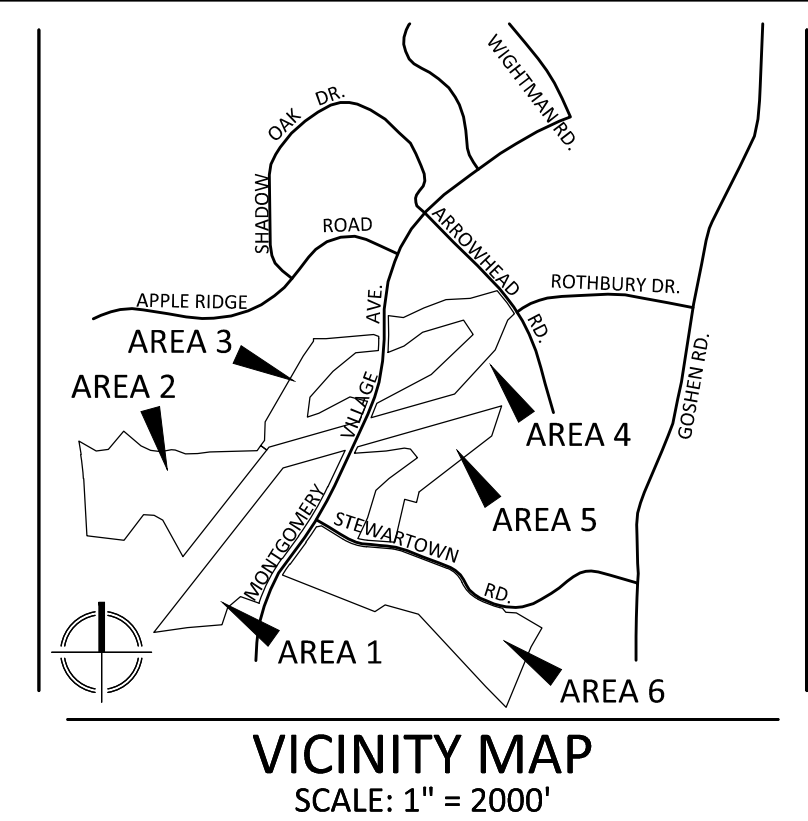 WIGHTMAN RD.
SHADOW OAK DR.
ARROWHEAD RD.
APPLE RIDGE ROAD
ROTHBURY DR.
GOSHEN RD.
MONTGOMERY VILLAGE AVE.
AREA 3
AREA 2
AREA 4
AREA 5
STEWARTOWN RD.
AREA 1
AREA 6
VICINITY MAP
SCALE: 1" = 2000'